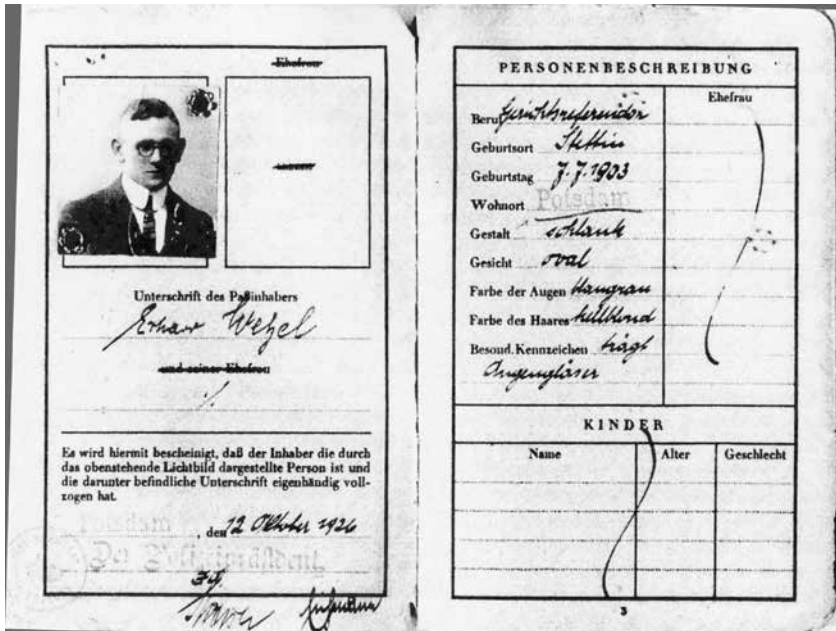 Ehefrau
Unterschrift des Paßinhabers
Erhard Wetzel
und seiner Ehefrau
Es wird hiermit bescheinigt, daß der Inhaber die durch
das obenstehende Lichtbild dargestellte Person ist und
die darunter befindliche Unterschrift eigenhändig voll-
zogen hat.
Potsdam, den 12 Oktober 1926
Der Polizeipräsident.
PERSONENBESCHREIBUNG
Ehefrau
Beruf Gerichtsreferendar
Geburtsort Stettin
Geburtstag 7.7.1903
Wohnort Potsdam
Gestalt schlank
Gesicht oval
Farbe der Augen blaugrau
Farbe des Haares hellblond
Besond. Kennzeichen trägt
Augengläser
KINDER
Name Alter Geschlecht
3